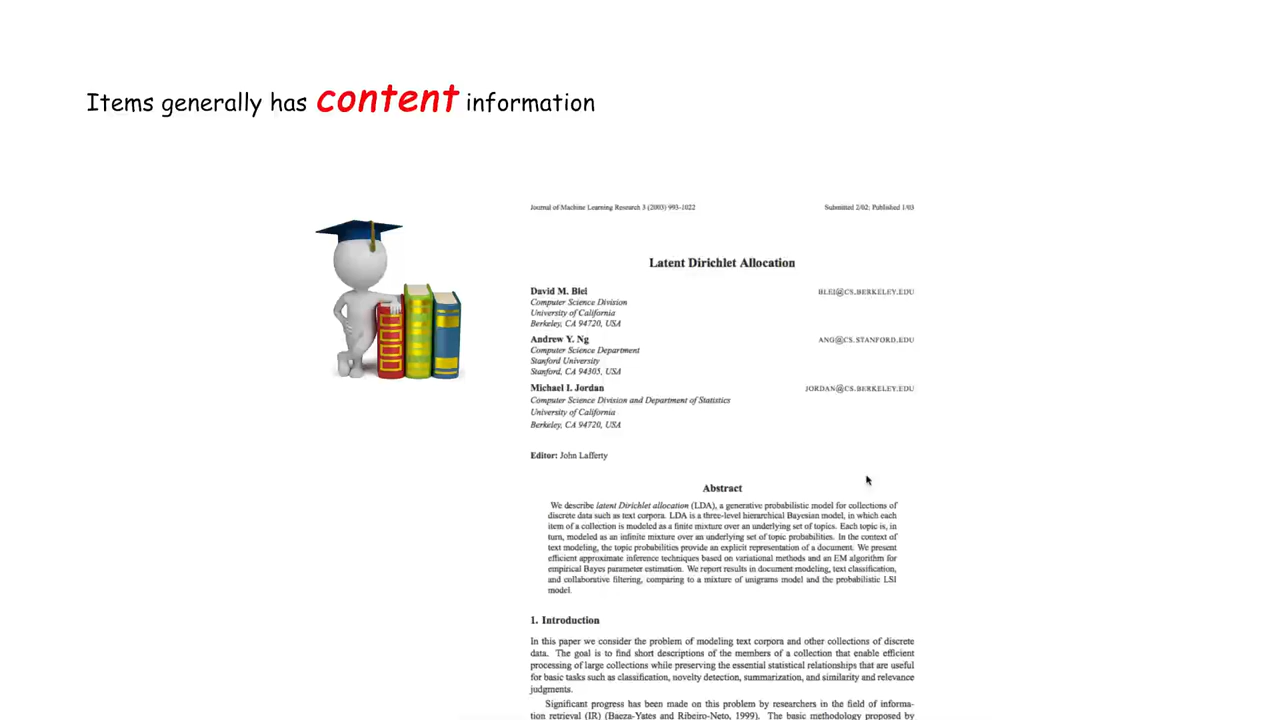 Items generally has content information
Journal of Machine Learning Research 3 (2003) 993-1022
Submitted 2/02; Published 1/03
Latent Dirichlet Allocation
David M. Blei
BLEI@CS.BERKELEY.EDU
Computer Science Division
University of California
Berkeley, CA 94720, USA
Andrew Y. Ng
ANG@CS.STANFORD.EDU
Computer Science Department
Stanford University
Stanford, CA 94305, USA
Michael I. Jordan
JORDAN@CS.BERKELEY.EDU
Computer Science Division and Department of Statistics
University of California
Berkeley, CA 94720, USA
Editor: John Lafferty
Abstract
We describe latent Dirichlet allocation (LDA), a generative probabilistic model for collections of
discrete data such as text corpora. LDA is a three-level hierarchical Bayesian model, in which each
item of a collection is modeled as a finite mixture over an underlying set of topics. Each topic is, in
turn, modeled as an infinite mixture over an underlying set of topic probabilities. In the context of
text modeling, the topic probabilities provide an explicit representation of a document. We present
efficient approximate inference techniques based on variational methods and an EM algorithm for
empirical Bayes parameter estimation. We report results in document modeling, text classification,
and collaborative filtering, comparing to a mixture of unigrams model and the probabilistic LSI
model.
1. Introduction
In this paper we consider the problem of modeling text corpora and other collections of discrete
data. The goal is to find short descriptions of the members of a collection that enable efficient
processing of large collections while preserving the essential statistical relationships that are useful
for basic tasks such as classification, novelty detection, summarization, and similarity and relevance
judgments.
Significant progress has been made on this problem by researchers in the field of informa-
tion retrieval (IR) (Baeza-Yates and Ribeiro-Neto, 1999). The basic methodology proposed by